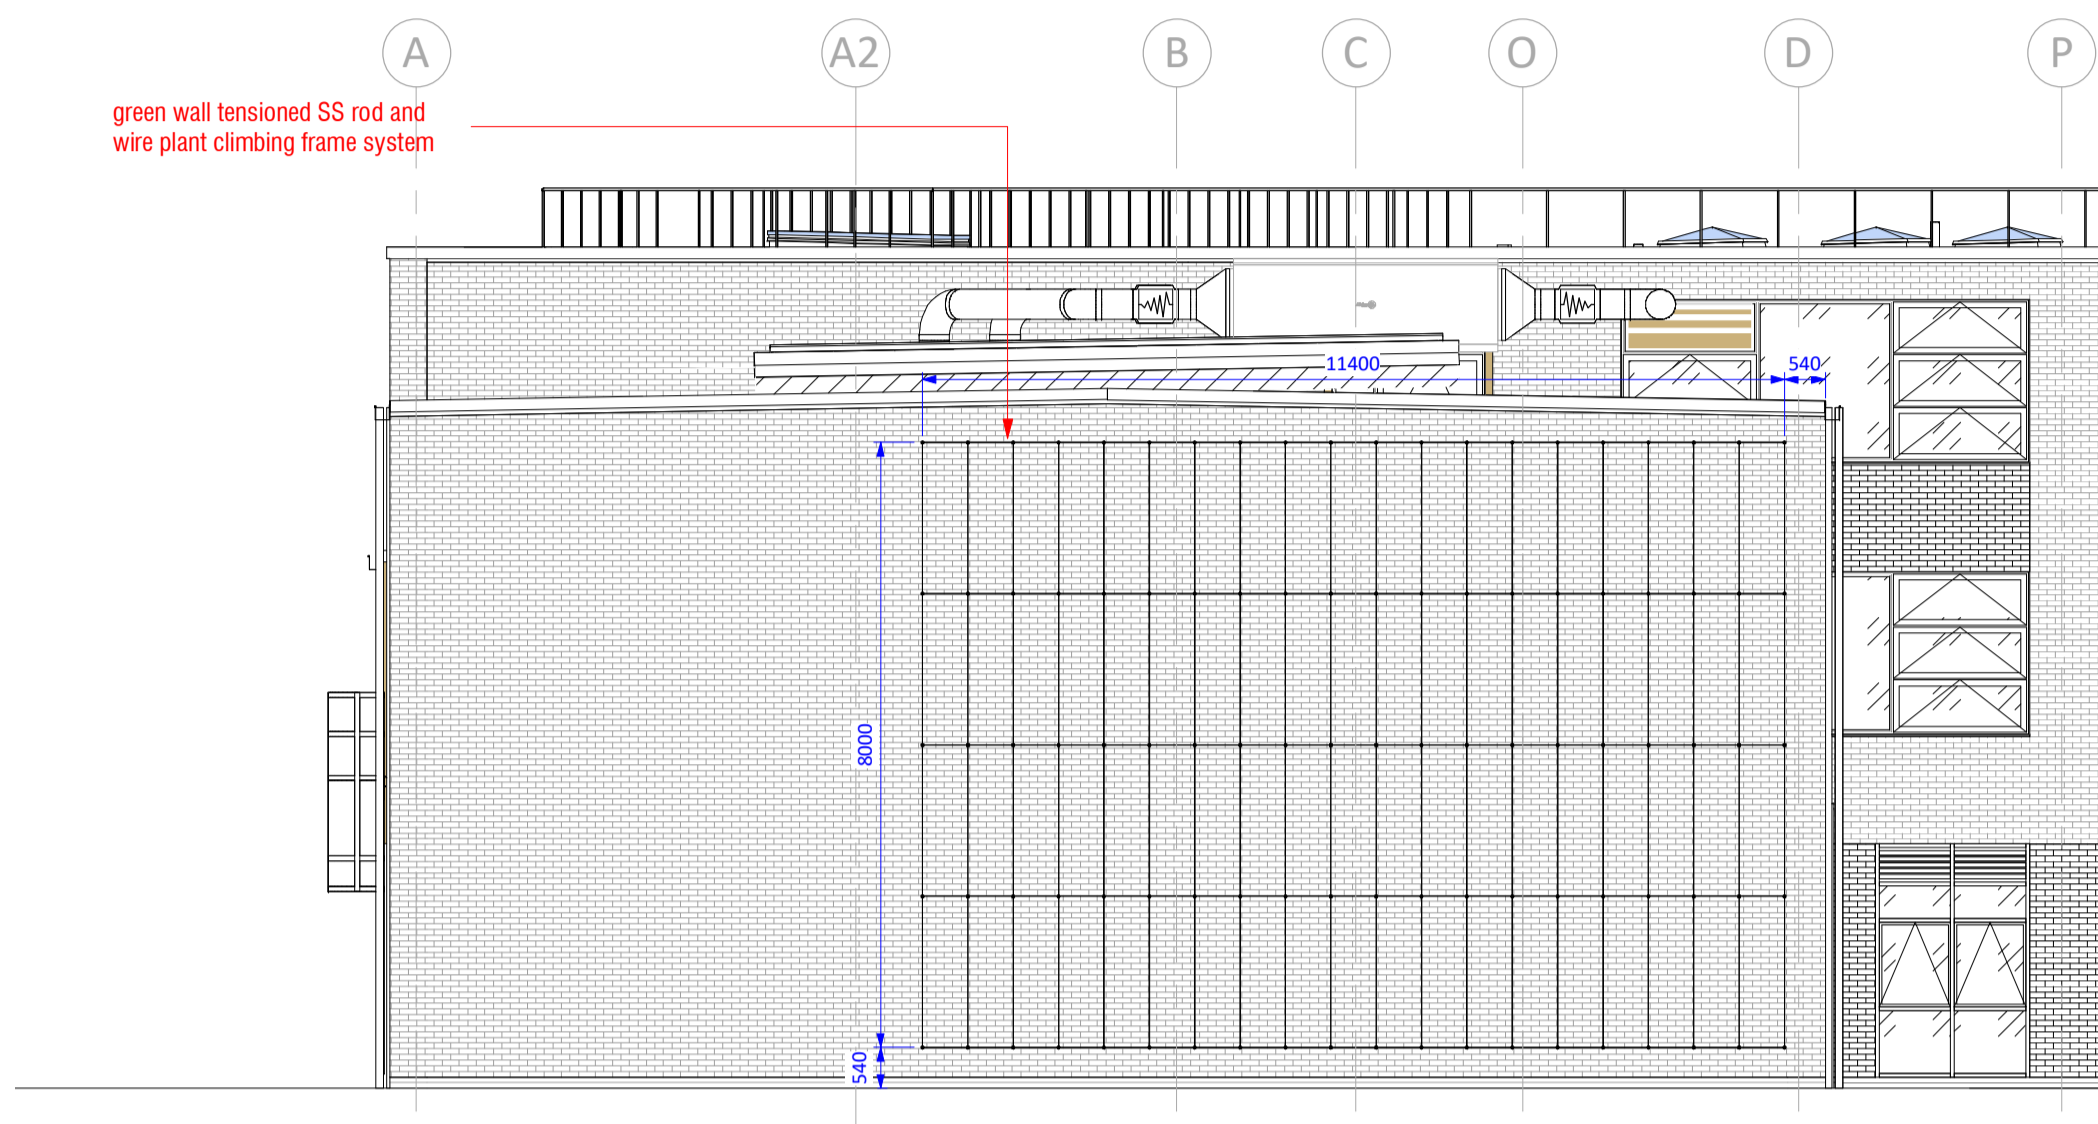 A
A2
B
C
O
D
P
green wall tensioned SS rod and
wire plant climbing frame system
11400
540
8000
540